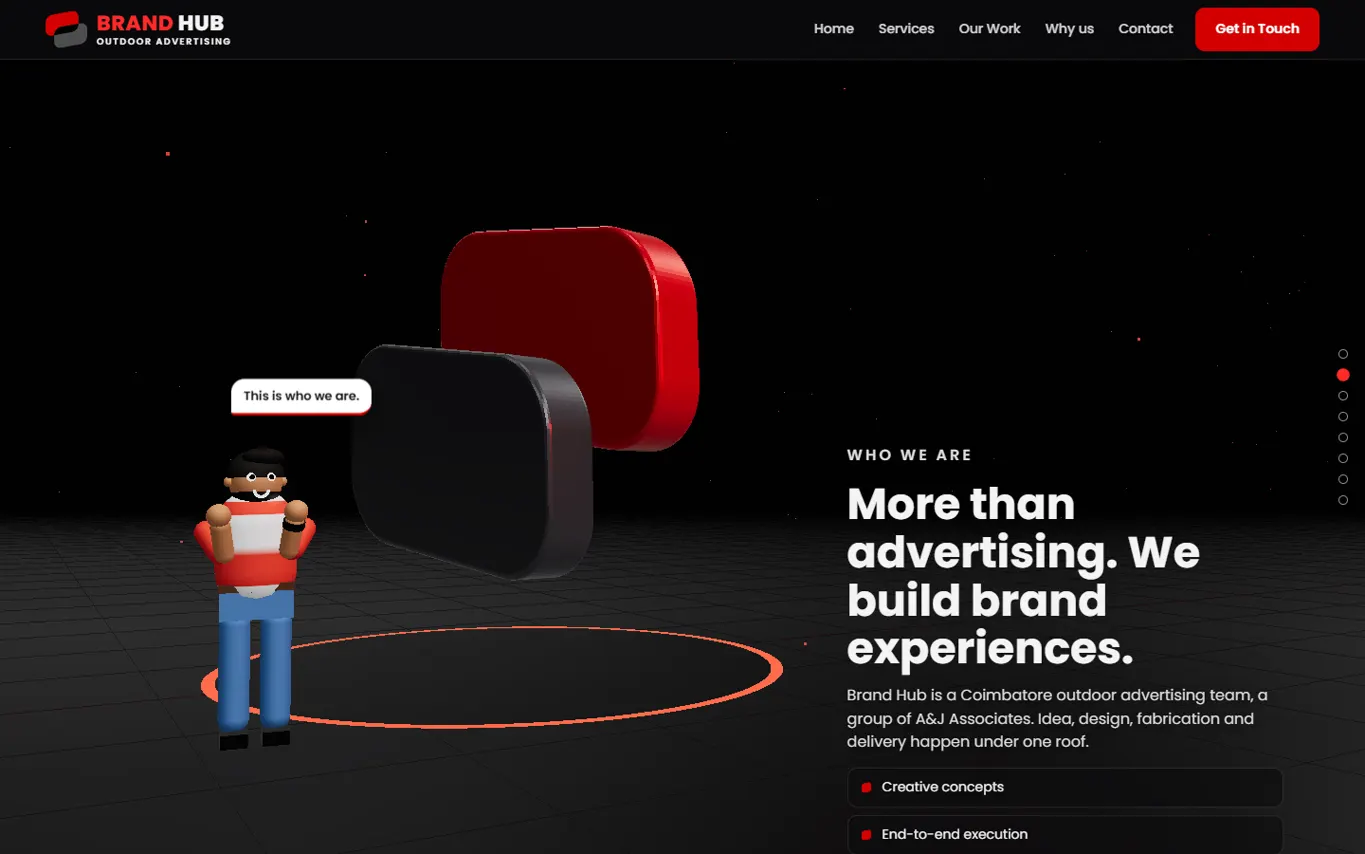 BRAND HUB
OUTDOOR ADVERTISING
Home
Services
Our Work
Why us
Contact
Get in Touch
This is who we are.
WHO WE ARE
More than
advertising. We
build brand
experiences.
Brand Hub is a Coimbatore outdoor advertising team, a
group of A&J Associates. Idea, design, fabrication and
delivery happen under one roof.
Creative concepts
End-to-end execution